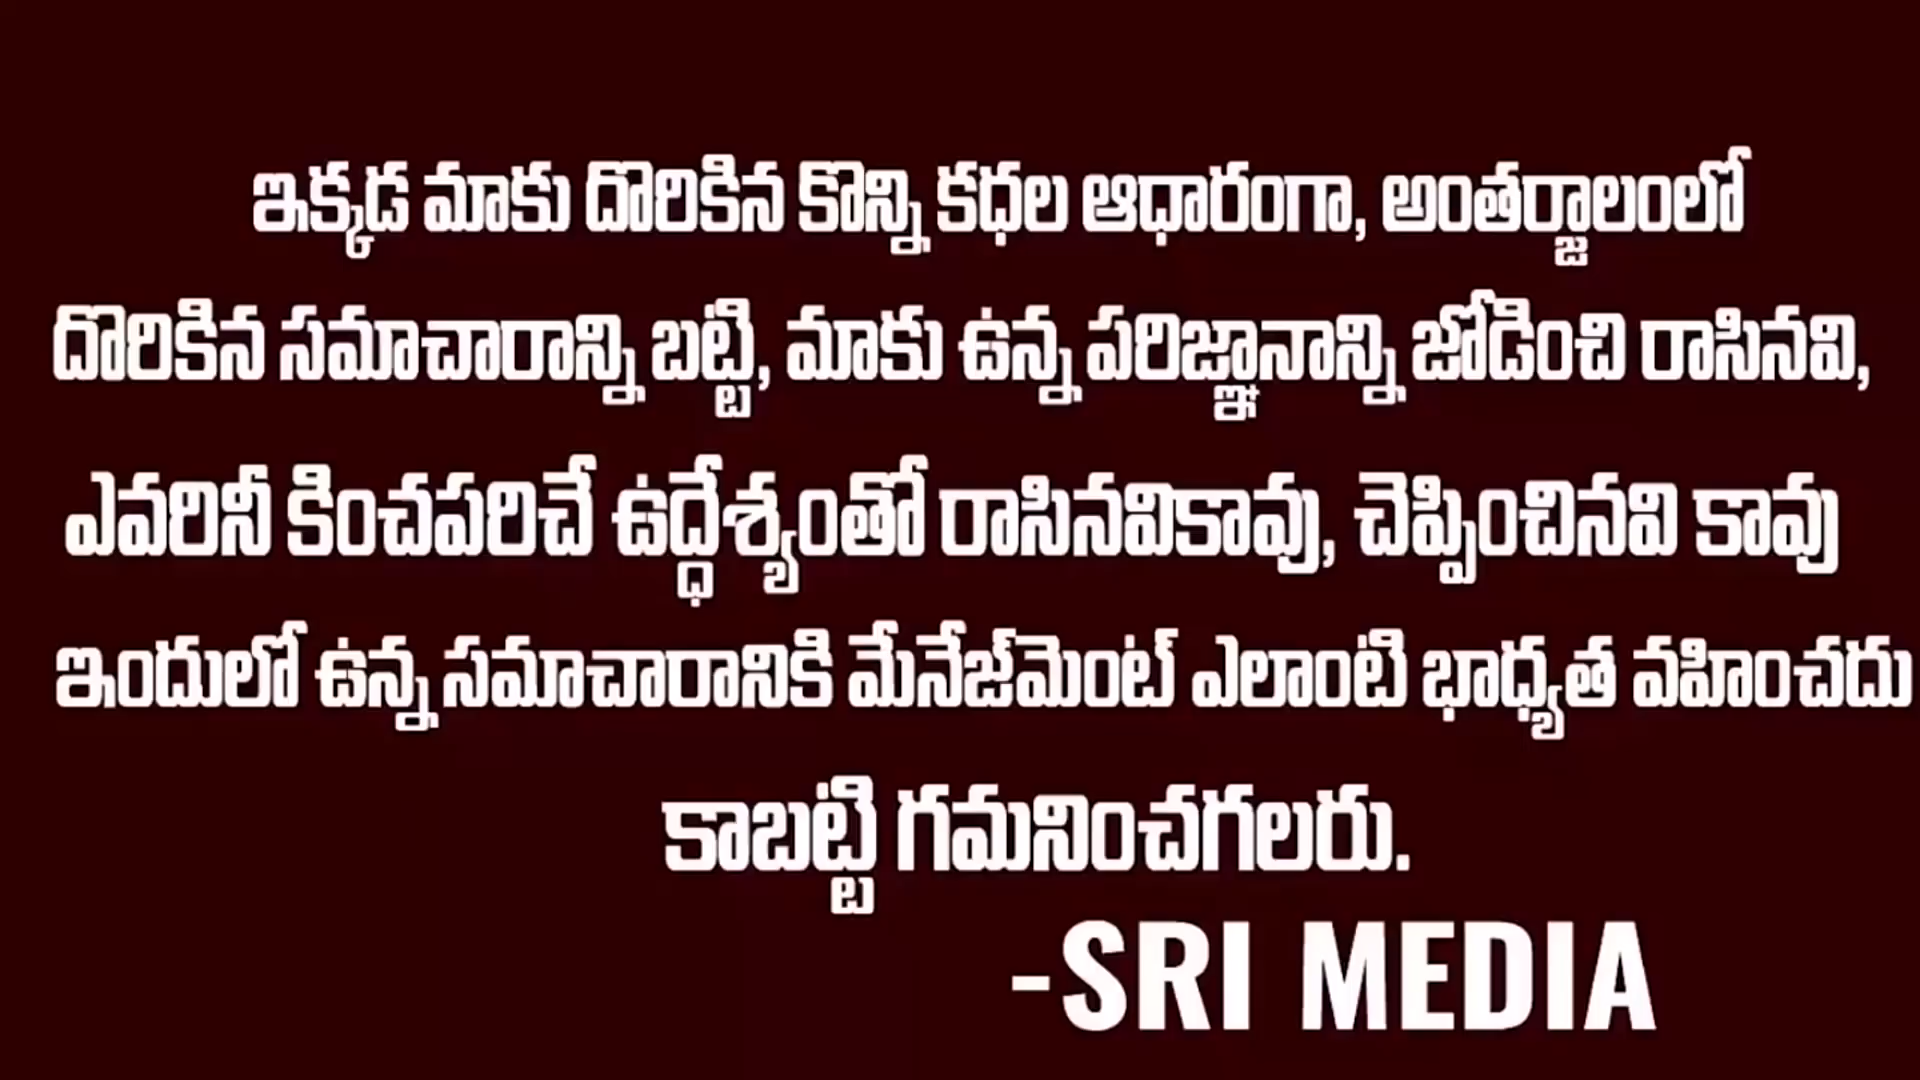 ఇక్కడ మాకు దొరికిన కొన్ని కధల ఆధారంగా, అంతర్జాలంలో
దొరికిన సమాచారాన్ని బట్టి, మాకు ఉన్న పరిజ్ఞానాన్ని జోడించి రాసినవి,
ఎవరినీ కించపరిచే ఉద్ధేశ్యంతో రాసినవికావు, చెప్పించినవి కావు
ఇందులో ఉన్న సమాచారానికి మేనేజ్‌మెంట్ ఎలాంటి భాధ్యత వహించదు
కాబట్టి గమనించగలరు.
-SRI MEDIA